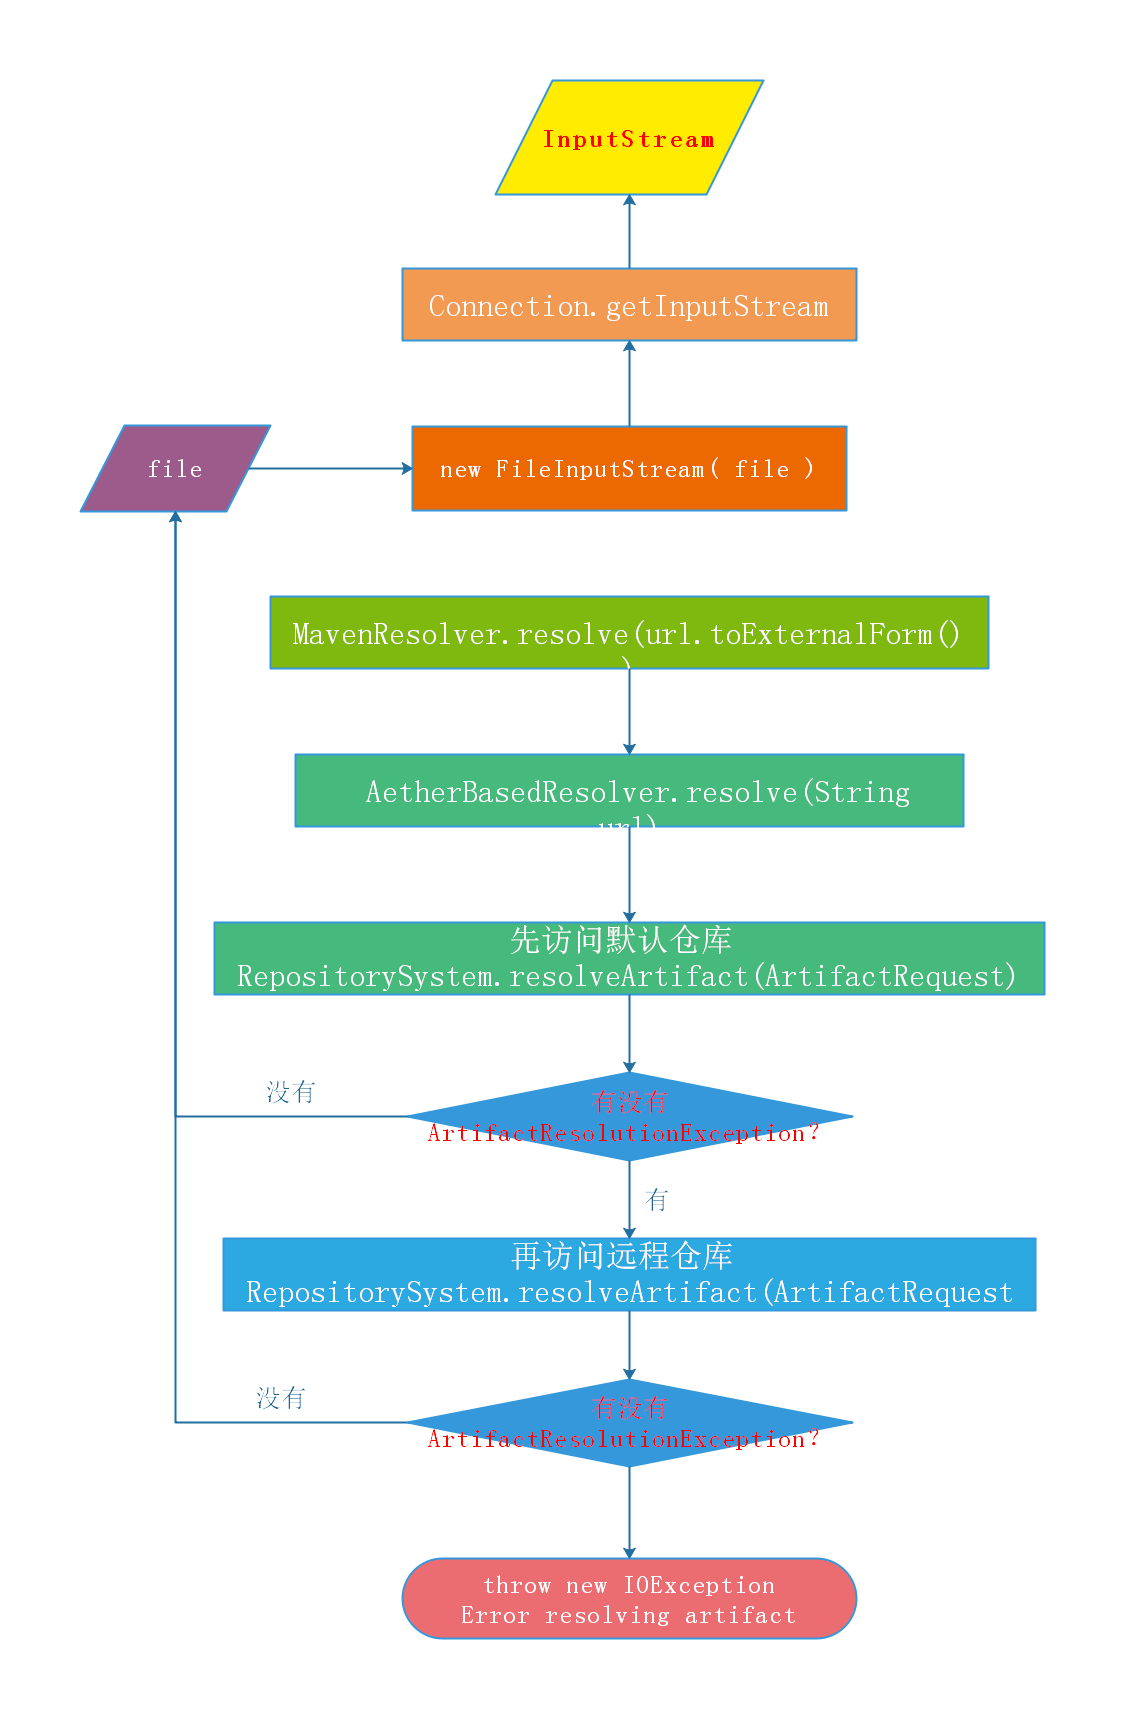 InputStream
Connection.getInputStream
file
new FileInputStream( file )
MavenResolver.resolve(url.toExternalForm()
)
AetherBasedResolver.resolve(String
url)
先访问默认仓库
RepositorySystem.resolveArtifact(ArtifactRequest)
没有
有没有
ArtifactResolutionException?
有
再访问远程仓库
RepositorySystem.resolveArtifact(ArtifactRequest
没有
有没有
ArtifactResolutionException?
throw new IOException
Error resolving artifact